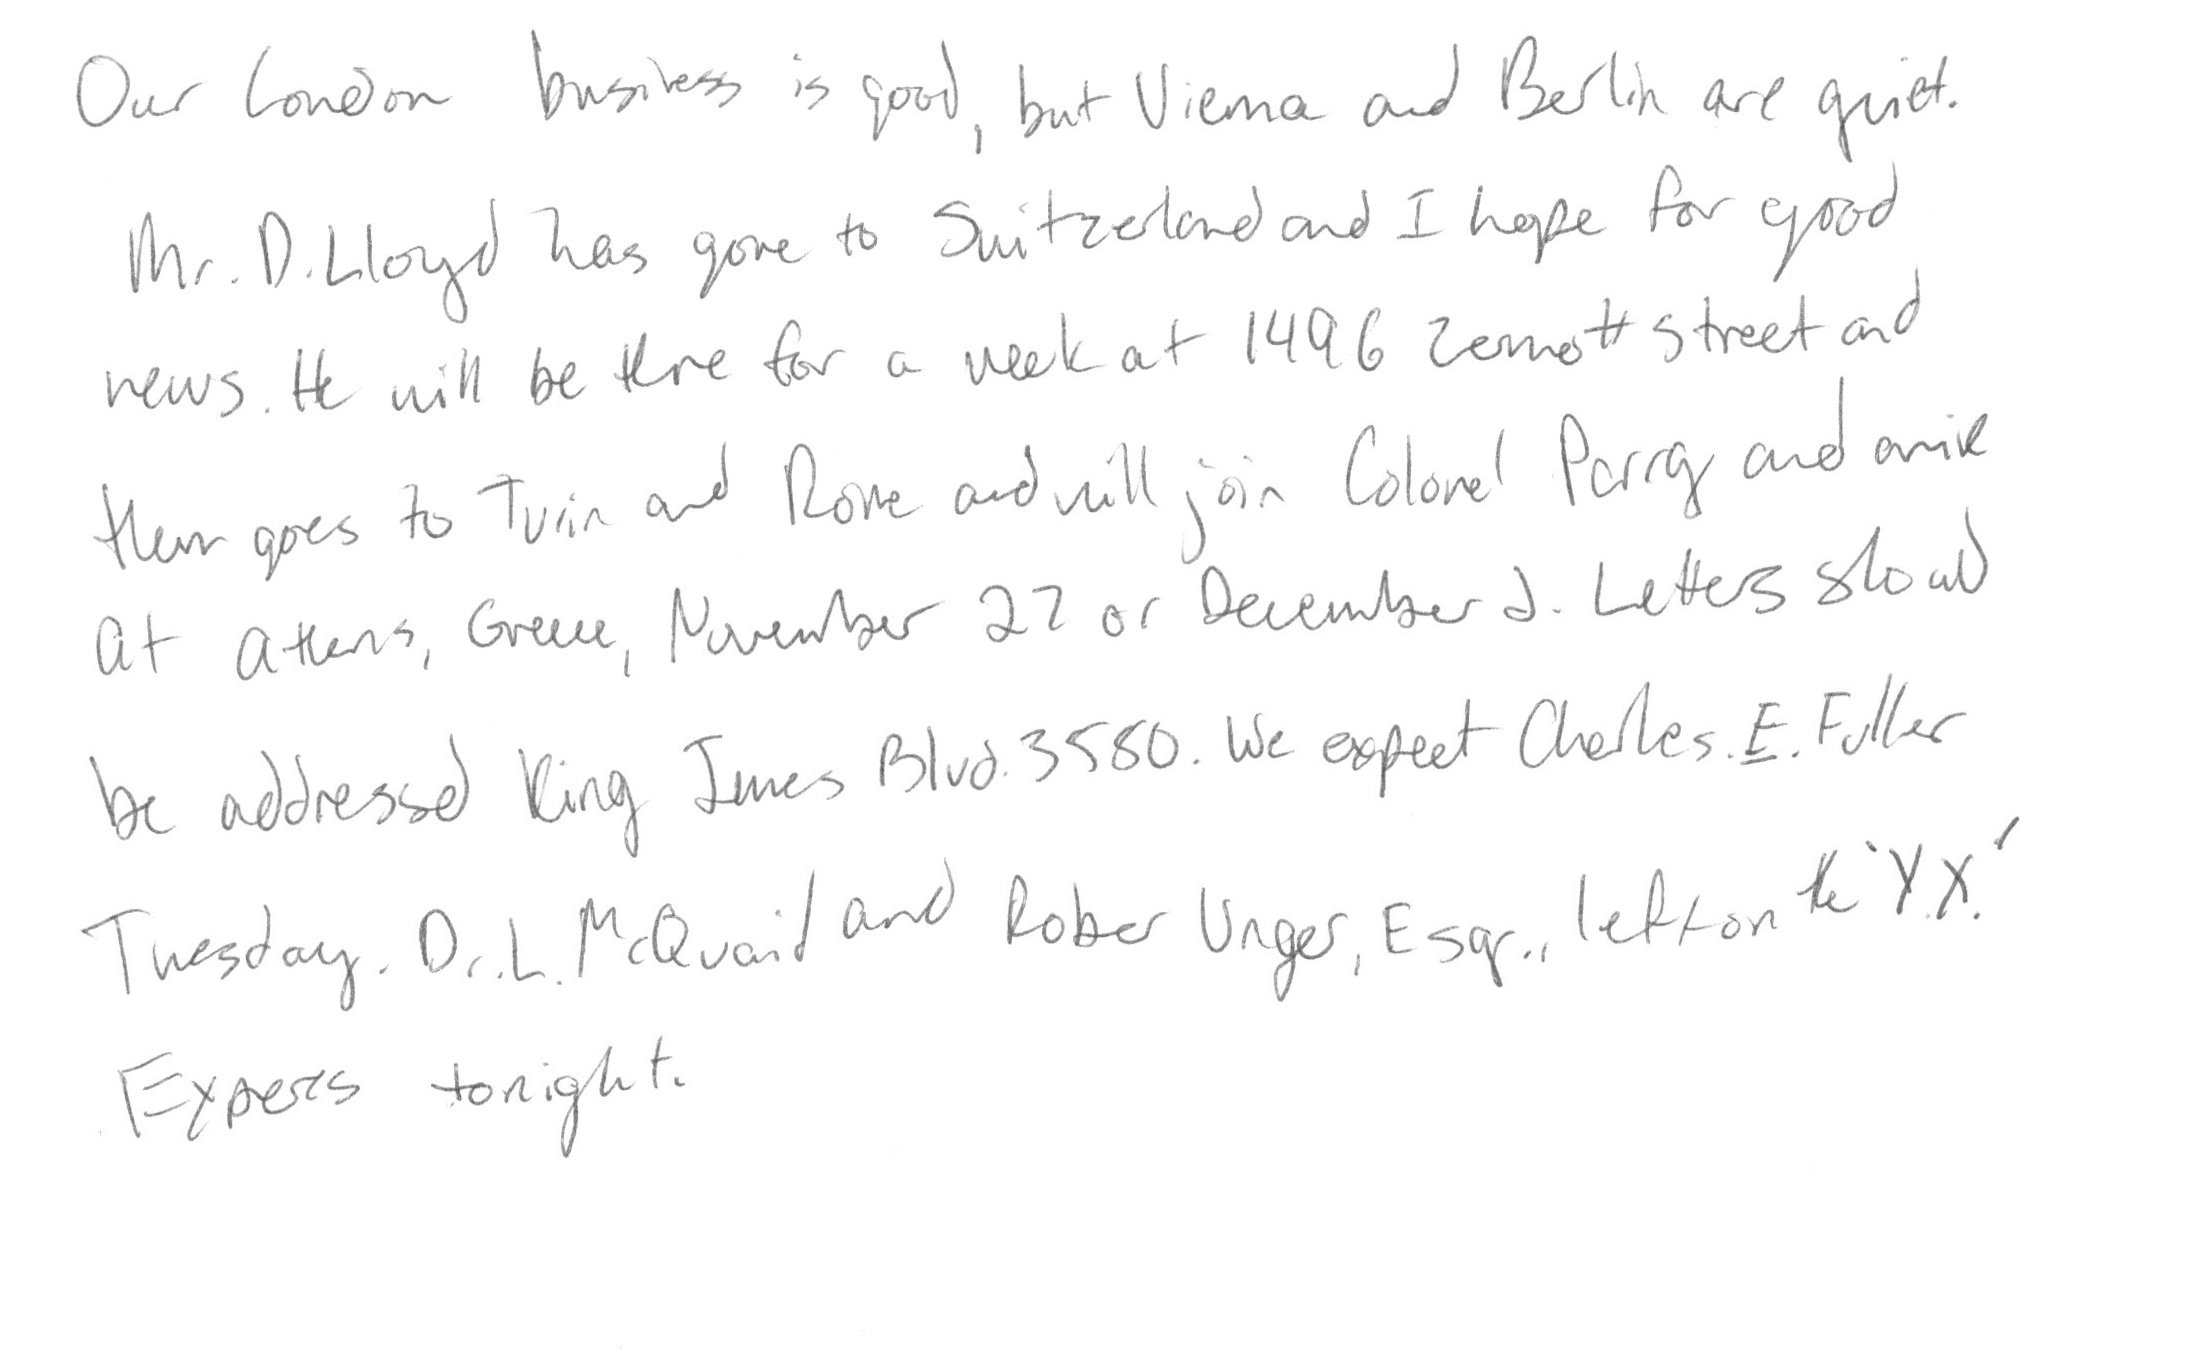 Our London business is good, but Vienna and Berlin are quiet.
Mr. D. Lloyd has gone to Switzerland and I hope for good
news. He will be there for a week at 1496 Zermott street and
then goes to Turin and Rome and will join Colonel Parry and arrive
at Athens, Greece, November 27 or December 2. Letters should
be addressed King James Blvd. 3580. We expect Charles. E. Fuller
Tuesday. Dr. L. McQuaid and Rober Unger, Esqr., left on the 'Y.X.'
Expers tonight.